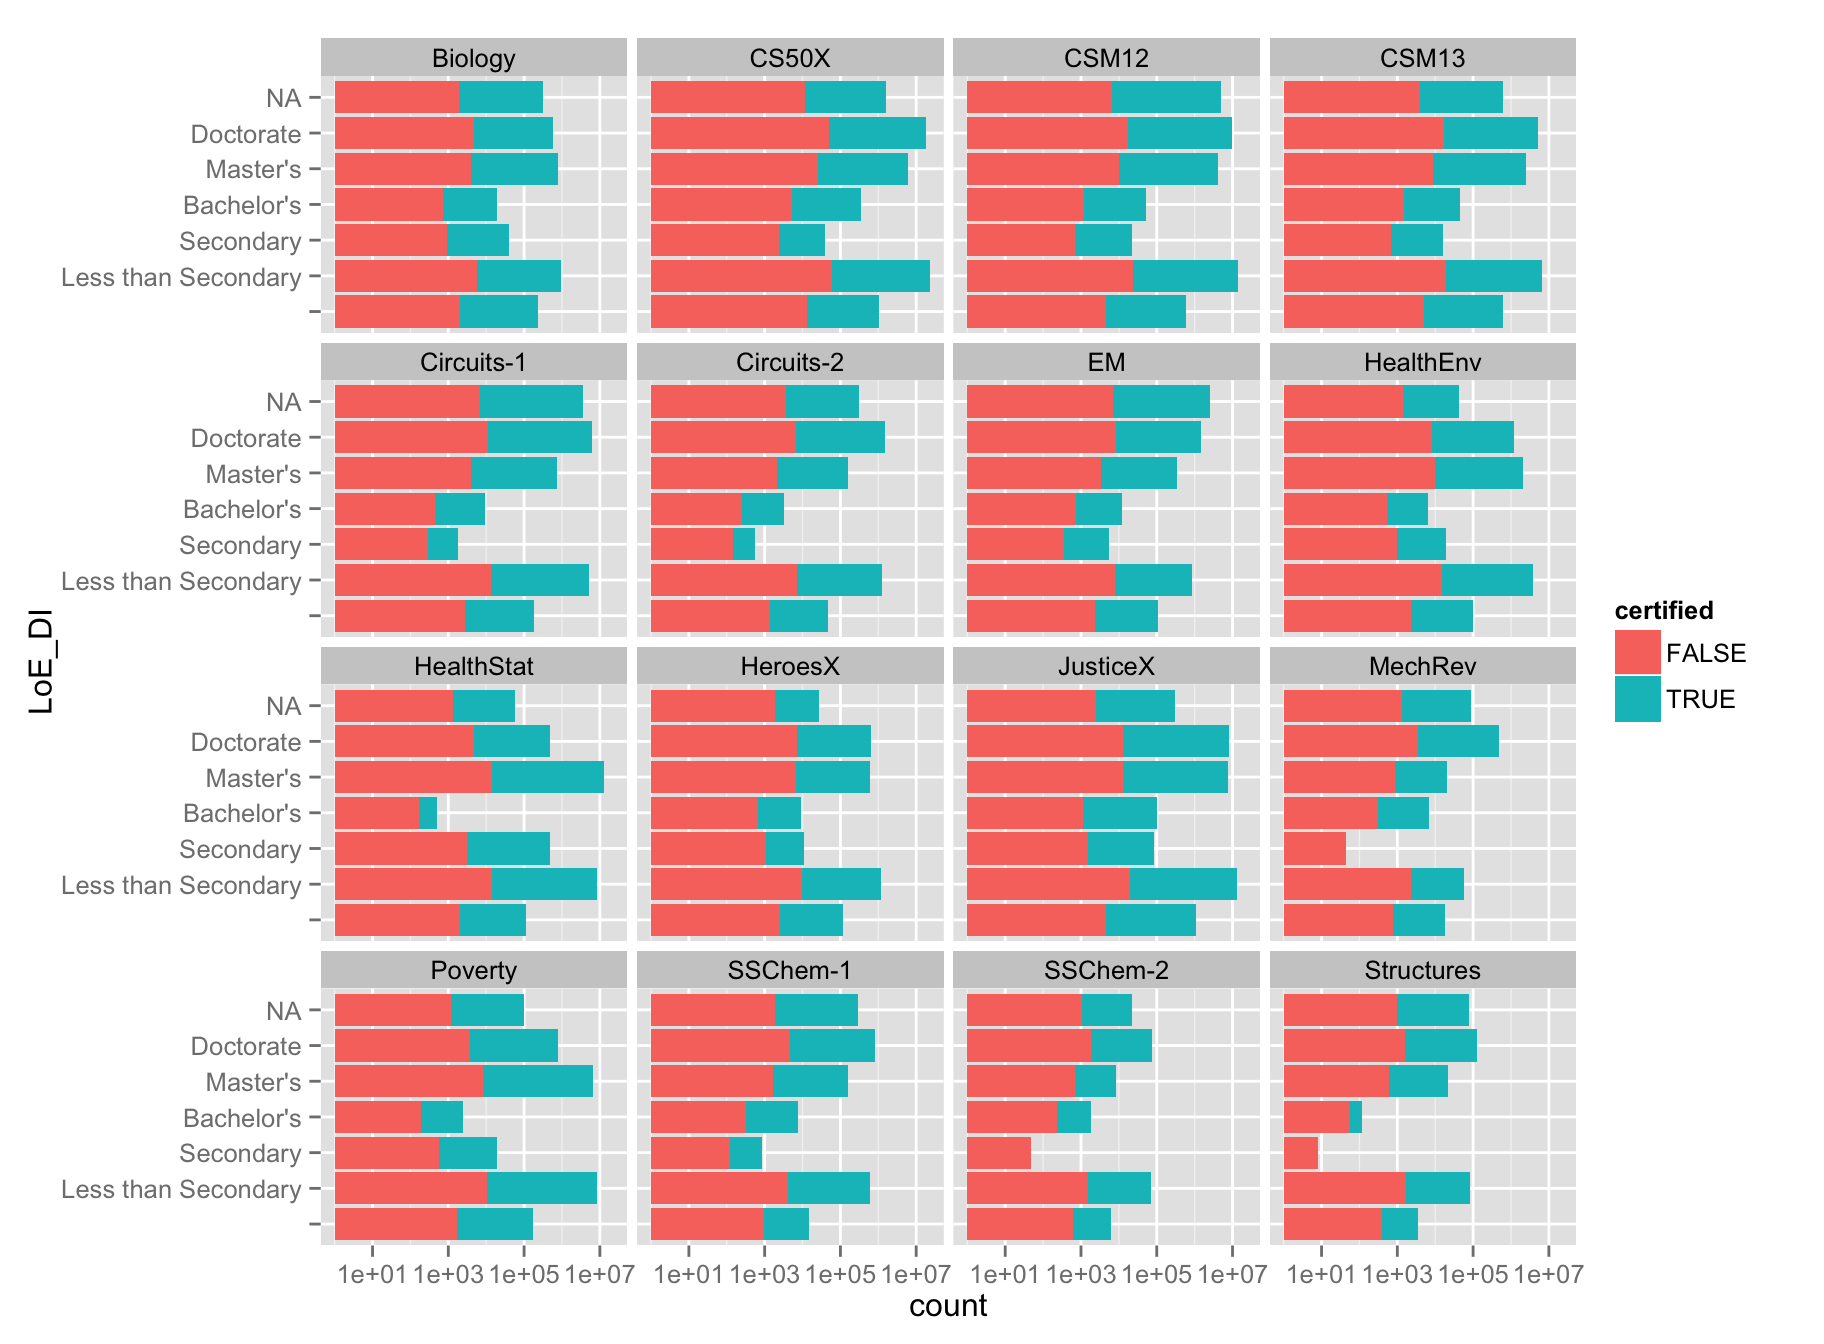 Biology CS50X CSM12 CSM13
NA
Doctorate
Master's
Bachelor's
Secondary
Less than Secondary
Circuits-1 Circuits-2 EM HealthEnv
NA
Doctorate
Master's
Bachelor's
Secondary
Less than Secondary
HealthStat HeroesX JusticeX MechRev
NA
Doctorate
Master's
Bachelor's
Secondary
Less than Secondary
Poverty SSChem-1 SSChem-2 Structures
NA
Doctorate
Master's
Bachelor's
Secondary
Less than Secondary
1e+01 1e+03 1e+05 1e+07 1e+01 1e+03 1e+05 1e+07 1e+01 1e+03 1e+05 1e+07 1e+01 1e+03 1e+05 1e+07
count
LoE_DI
certified
FALSE
TRUE